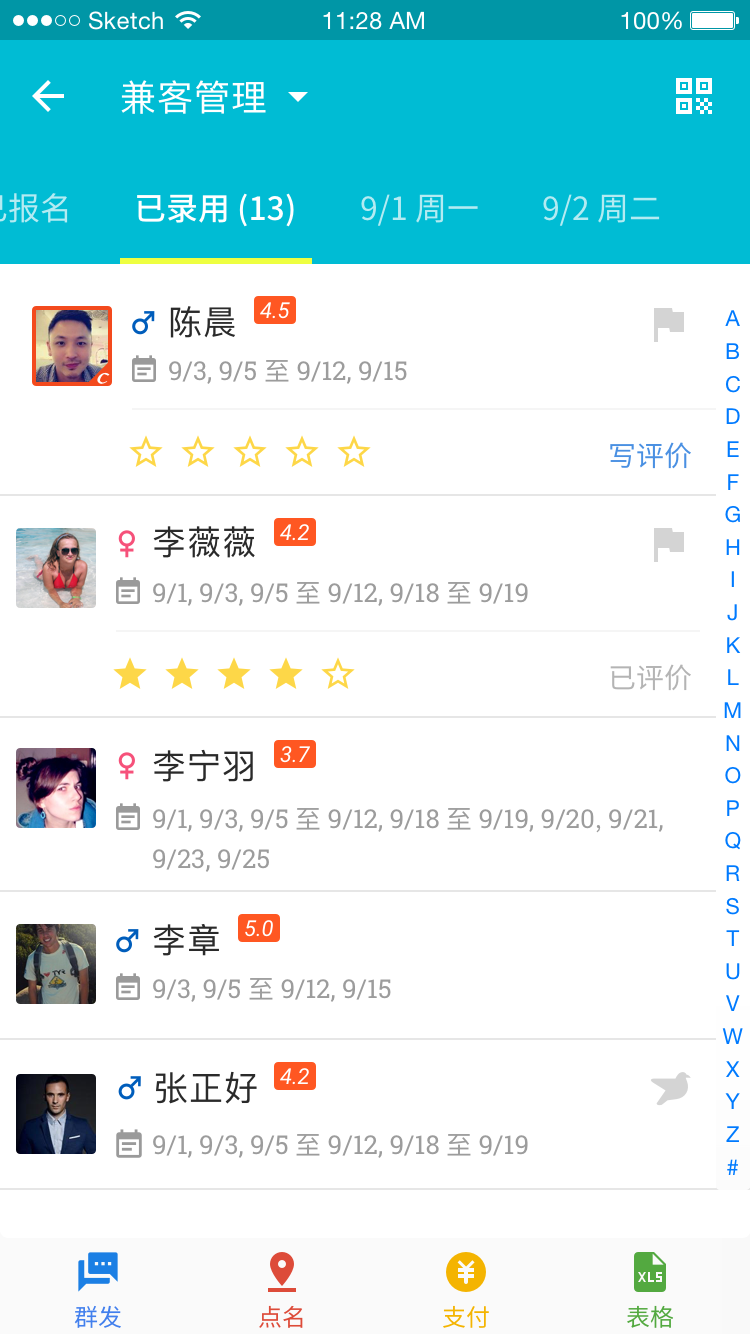 Sketch 11:28 AM 100%
兼客管理
已报名 已录用 (13) 9/1 周一 9/2 周二
陈晨 4.5
C
9/3, 9/5 至 9/12, 9/15
写评价
李薇薇 4.2
9/1, 9/3, 9/5 至 9/12, 9/18 至 9/19
已评价
李宁羽 3.7
9/1, 9/3, 9/5 至 9/12, 9/18 至 9/19, 9/20, 9/21,
9/23, 9/25
李章 5.0
9/3, 9/5 至 9/12, 9/15
张正好 4.2
9/1, 9/3, 9/5 至 9/12, 9/18 至 9/19
A
B
C
D
E
F
G
H
I
J
K
L
M
N
O
P
Q
R
S
T
U
V
W
X
Y
Z
#
XLS
群发 点名 支付 表格